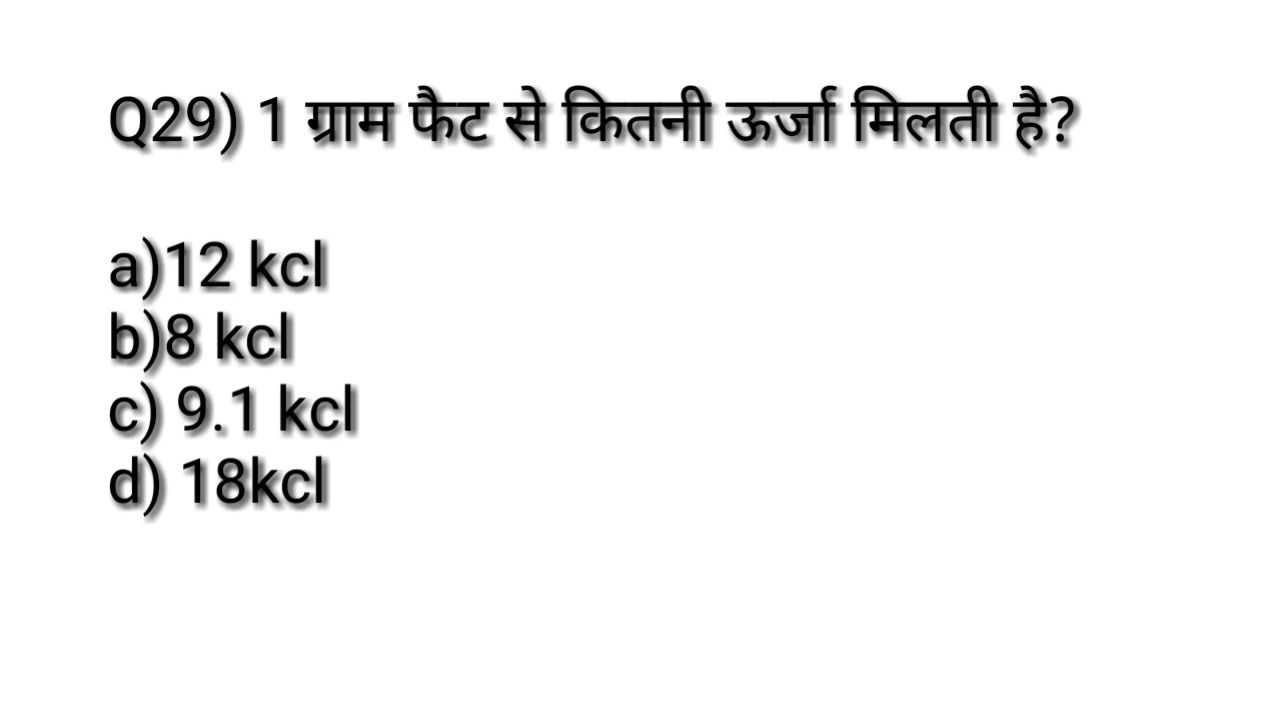 Q29) 1 ग्राम फैट से कितनी ऊर्जा मिलती है?
a)12 kcl
b)8 kcl
c) 9.1 kcl
d) 18kcl